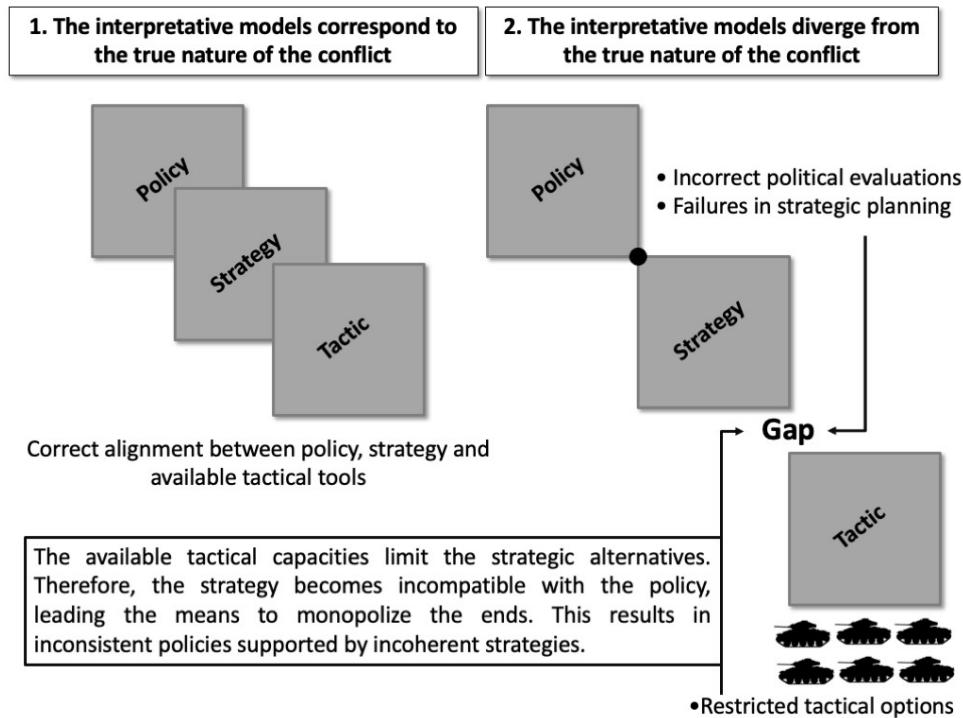 1. The interpretative models correspond to
the true nature of the conflict
2. The interpretative models diverge from
the true nature of the conflict
Policy
Strategy
Tactic
Correct alignment between policy, strategy and
available tactical tools
Policy
• Incorrect political evaluations
• Failures in strategic planning
Strategy
Gap
Tactic
The available tactical capacities limit the strategic alternatives.
Therefore, the strategy becomes incompatible with the policy,
leading the means to monopolize the ends. This results in
inconsistent policies supported by incoherent strategies.
•Restricted tactical options